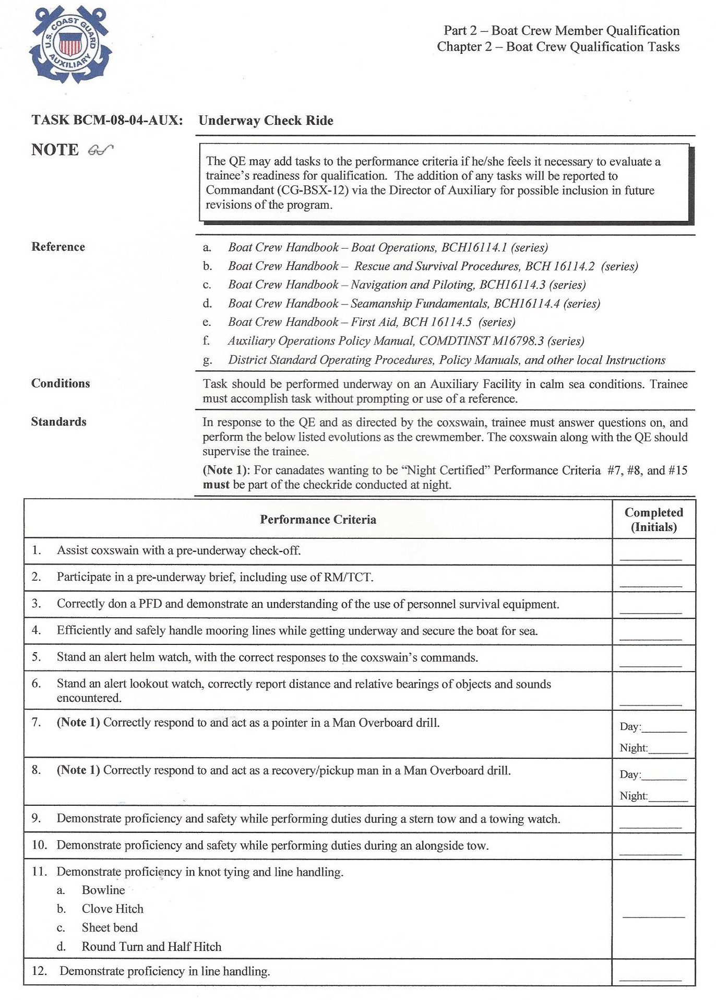 U.S. COAST GUARD
AUXILIARY
Part 2 – Boat Crew Member Qualification
Chapter 2 – Boat Crew Qualification Tasks
TASK BCM-08-04-AUX: Underway Check Ride
NOTE
The QE may add tasks to the performance criteria if he/she feels it necessary to evaluate a
trainee's readiness for qualification. The addition of any tasks will be reported to
Commandant (CG-BSX-12) via the Director of Auxiliary for possible inclusion in future
revisions of the program.
Reference
a. Boat Crew Handbook – Boat Operations, BCH16114.1 (series)
b. Boat Crew Handbook – Rescue and Survival Procedures, BCH 16114.2 (series)
c. Boat Crew Handbook – Navigation and Piloting, BCH16114.3 (series)
d. Boat Crew Handbook – Seamanship Fundamentals, BCH16114.4 (series)
e. Boat Crew Handbook – First Aid, BCH 16114.5 (series)
f. Auxiliary Operations Policy Manual, COMDTINST M16798.3 (series)
g. District Standard Operating Procedures, Policy Manuals, and other local Instructions
Conditions
Task should be performed underway on an Auxiliary Facility in calm sea conditions. Trainee
must accomplish task without prompting or use of a reference.
Standards
In response to the QE and as directed by the coxswain, trainee must answer questions on, and
perform the below listed evolutions as the crewmember. The coxswain along with the QE should
supervise the trainee.
(Note 1): For canadates wanting to be “Night Certified” Performance Criteria #7, #8, and #15
must be part of the checkride conducted at night.
Performance Criteria
Completed
(Initials)
1. Assist coxswain with a pre-underway check-off.
2. Participate in a pre-underway brief, including use of RM/TCT.
3. Correctly don a PFD and demonstrate an understanding of the use of personnel survival equipment.
4. Efficiently and safely handle mooring lines while getting underway and secure the boat for sea.
5. Stand an alert helm watch, with the correct responses to the coxswain's commands.
6. Stand an alert lookout watch, correctly report distance and relative bearings of objects and sounds
encountered.
7. (Note 1) Correctly respond to and act as a pointer in a Man Overboard drill.
Day:
Night:
8. (Note 1) Correctly respond to and act as a recovery/pickup man in a Man Overboard drill.
Day:
Night:
9. Demonstrate proficiency and safety while performing duties during a stern tow and a towing watch.
10. Demonstrate proficiency and safety while performing duties during an alongside tow.
11. Demonstrate proficiency in knot tying and line handling.
a. Bowline
b. Clove Hitch
c. Sheet bend
d. Round Turn and Half Hitch
12. Demonstrate proficiency in line handling.